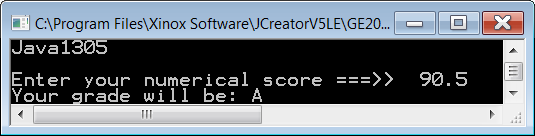 C:\Program Files\Xinox Software\JCreatorV5LE\GE20...
Java1305
Enter your numerical score ===>>  90.5
Your grade will be: A